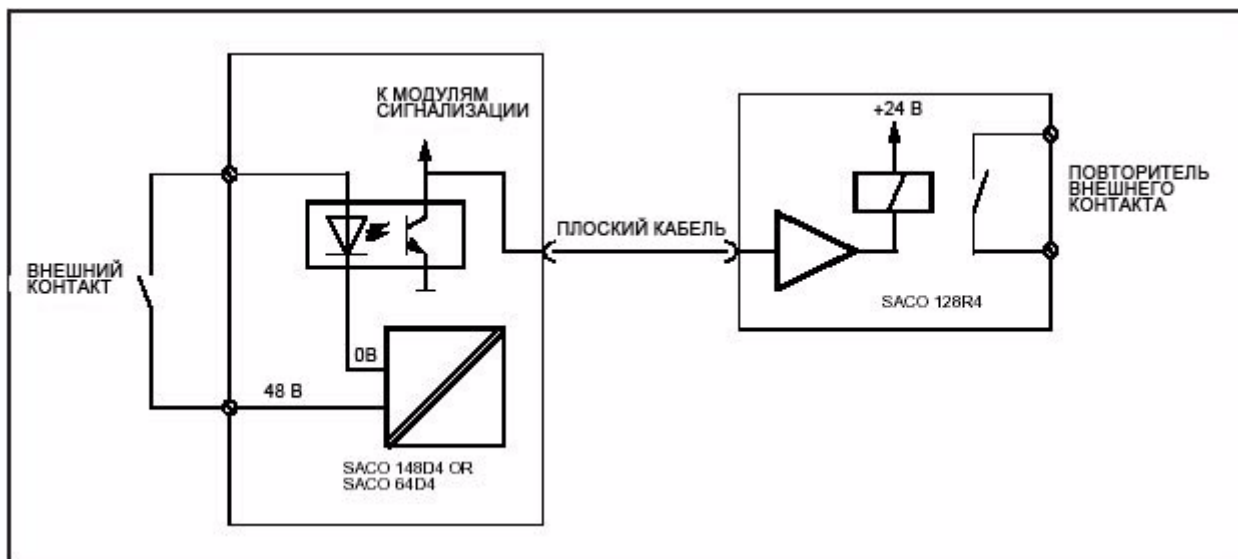 К МОДУЛЯМ
СИГНАЛИЗАЦИИ
+24 В
ПОВТОРИТЕЛЬ
ВНЕШНЕГО
КОНТАКТА
ПЛОСКИЙ КАБЕЛЬ
ВНЕШНИЙ
КОНТАКТ
SACO 128R4
0В
48 В
SACO 148D4 OR
SACO 64D4